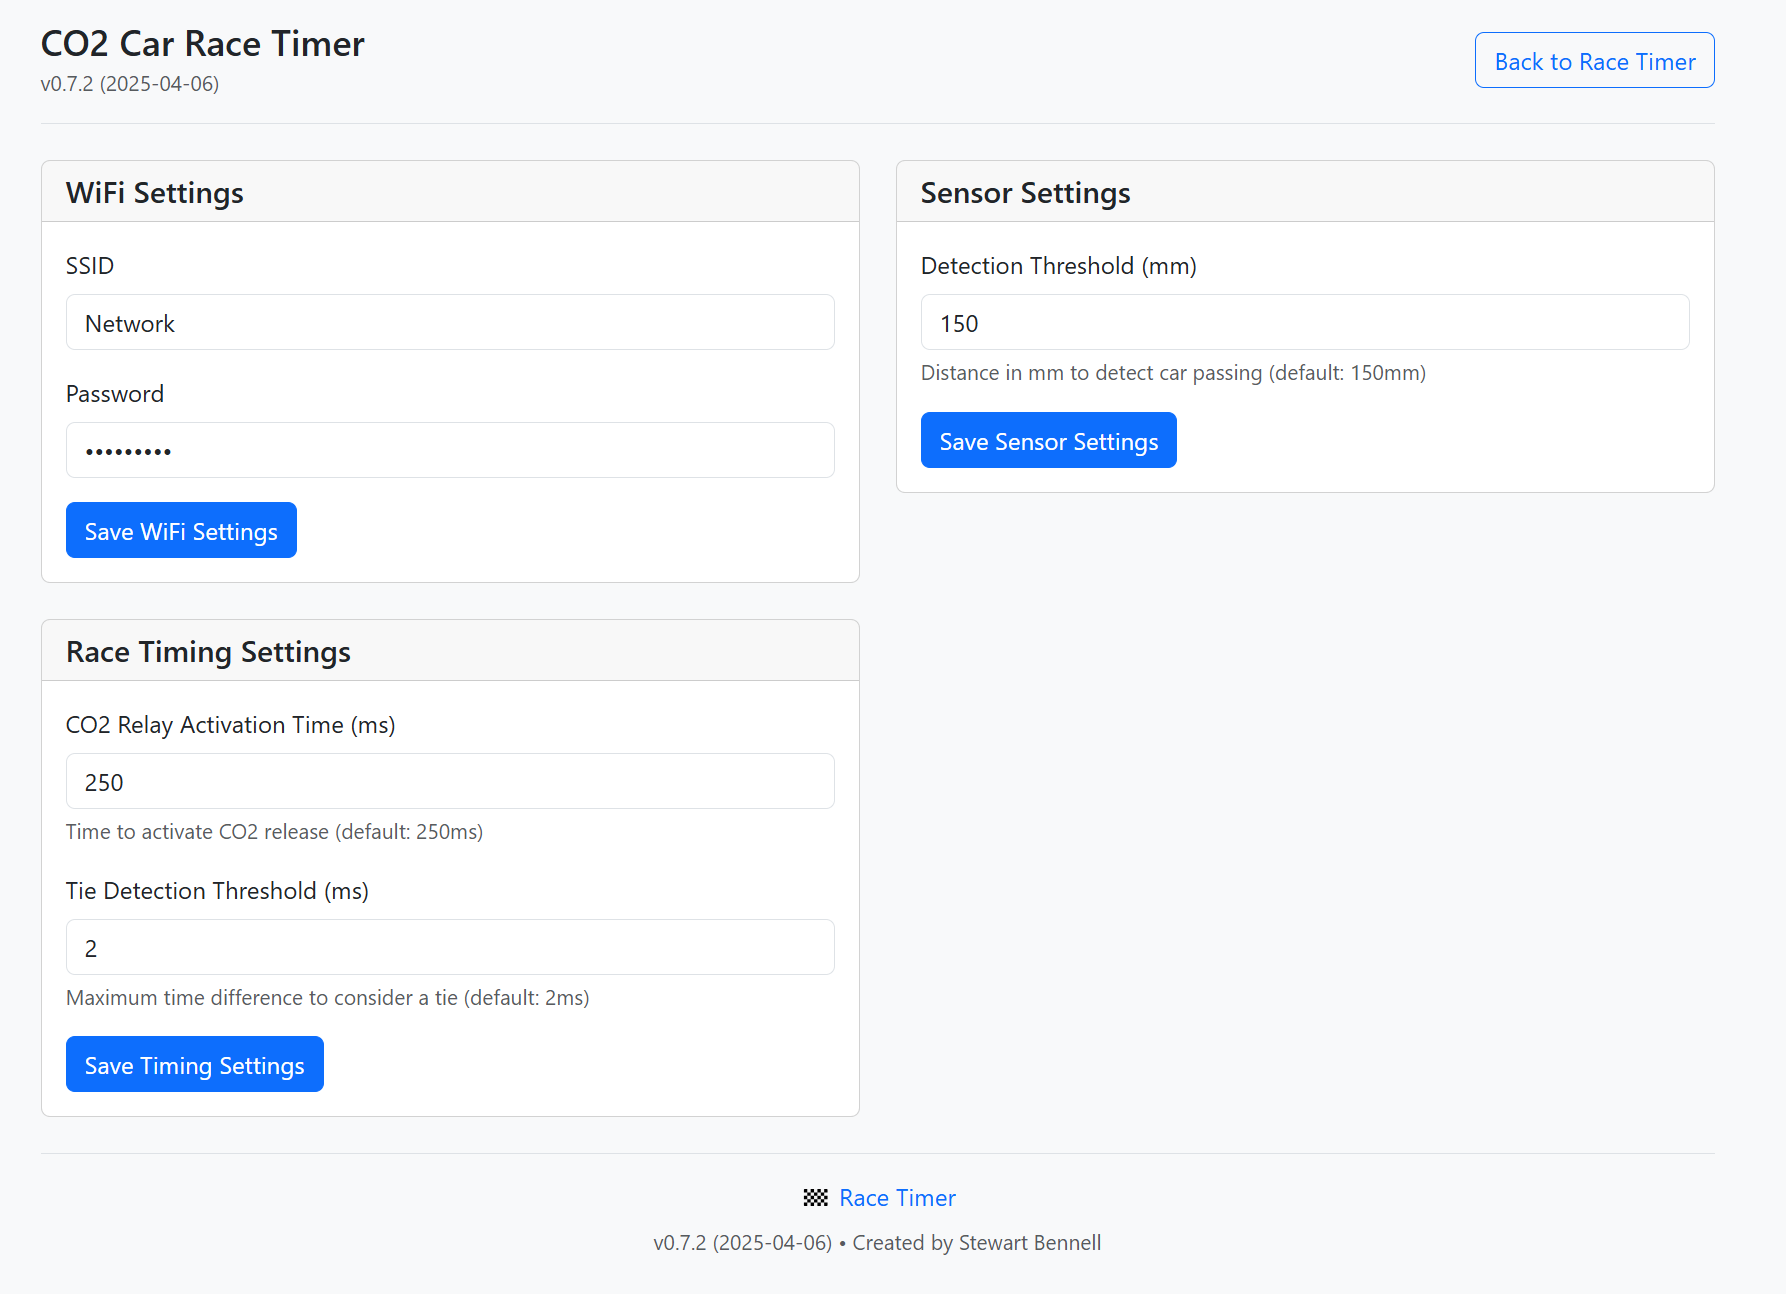 CO2 Car Race Timer
v0.7.2 (2025-04-06)
Back to Race Timer
WiFi Settings
SSID
Network
Password
•••••••••
Save WiFi Settings
Sensor Settings
Detection Threshold (mm)
150
Distance in mm to detect car passing (default: 150mm)
Save Sensor Settings
Race Timing Settings
CO2 Relay Activation Time (ms)
250
Time to activate CO2 release (default: 250ms)
Tie Detection Threshold (ms)
2
Maximum time difference to consider a tie (default: 2ms)
Save Timing Settings
Race Timer
v0.7.2 (2025-04-06) • Created by Stewart Bennell